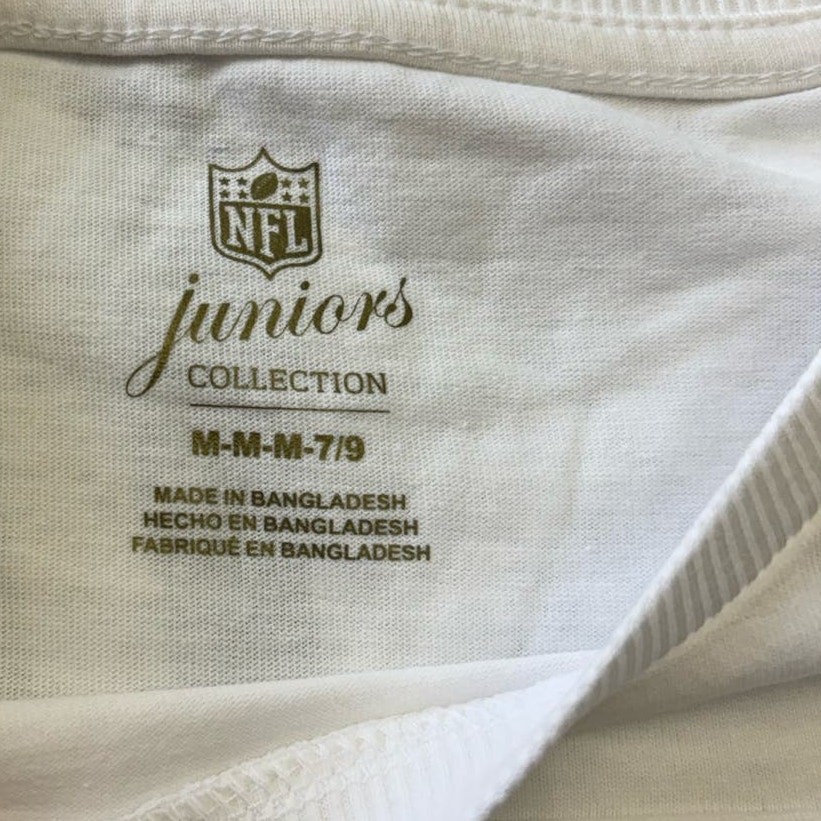 NFL
juniors
COLLECTION
M-M-M-7/9
MADE IN BANGLADESH
HECHO EN BANGLADESH
FABRIQUÉ EN BANGLADESH